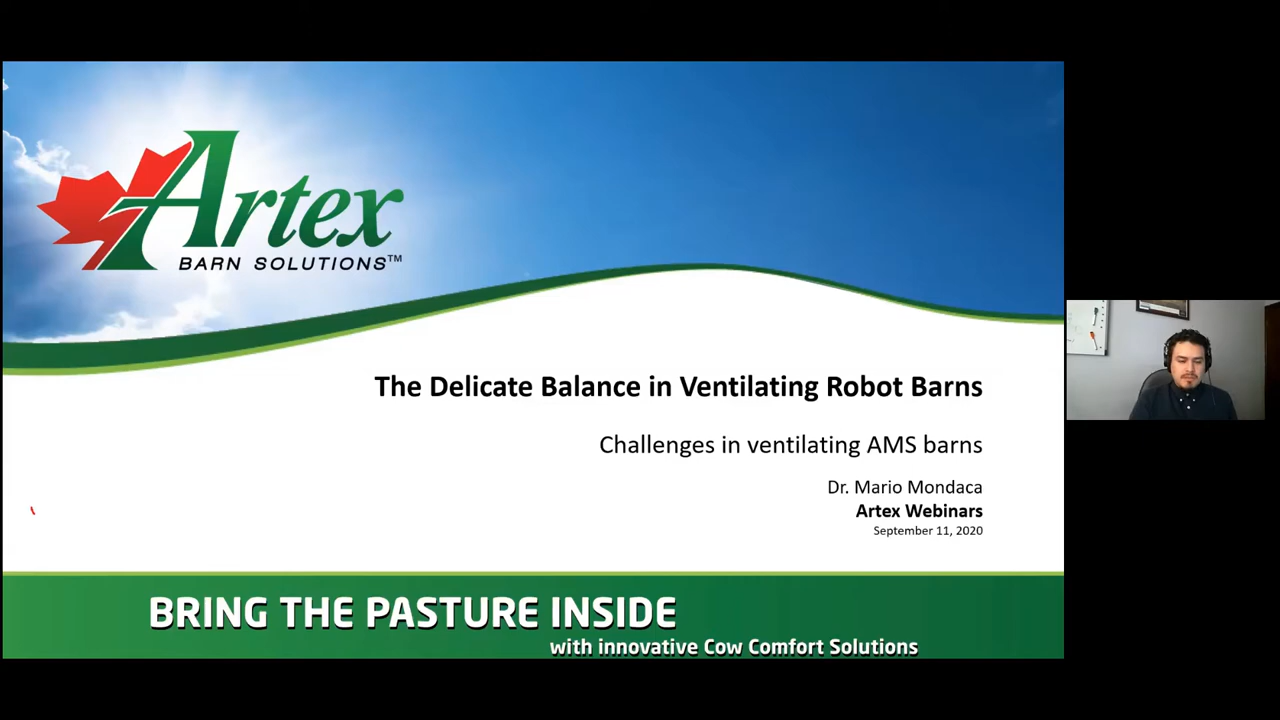 Artex
BARN SOLUTIONS™
The Delicate Balance in Ventilating Robot Barns
Challenges in ventilating AMS barns
Dr. Mario Mondaca
Artex Webinars
September 11, 2020
BRING THE PASTURE INSIDE
with innovative Cow Comfort Solutions